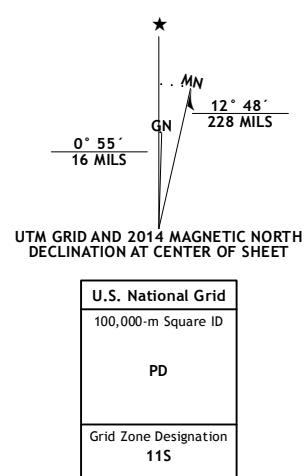 ★
MN
GN
12° 48´
228 MILS
0° 55´
16 MILS
UTM GRID AND 2014 MAGNETIC NORTH
DECLINATION AT CENTER OF SHEET
U.S. National Grid
100,000-m Square ID
PD
Grid Zone Designation
11S